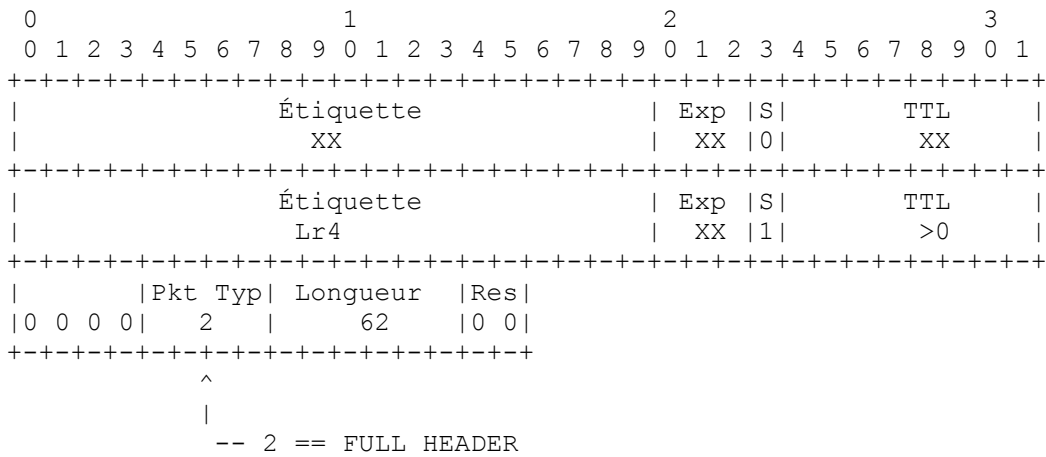 0                   1                   2                   3
 0 1 2 3 4 5 6 7 8 9 0 1 2 3 4 5 6 7 8 9 0 1 2 3 4 5 6 7 8 9 0 1
+-+-+-+-+-+-+-+-+-+-+-+-+-+-+-+-+-+-+-+-+-+-+-+-+-+-+-+-+-+-+-+-+
|                Étiquette              | Exp |S|       TTL     |
|                  XX                   |  XX |0|        XX     |
+-+-+-+-+-+-+-+-+-+-+-+-+-+-+-+-+-+-+-+-+-+-+-+-+-+-+-+-+-+-+-+-+
|                Étiquette              | Exp |S|       TTL     |
|                 Lr4                   |  XX |1|        >0     |
+-+-+-+-+-+-+-+-+-+-+-+-+-+-+-+-+-+-+-+-+-+-+-+-+-+-+-+-+-+-+-+-+
|       |Pkt Typ| Longueur  |Res|
|0 0 0 0|   2   |     62    |0 0|
+-+-+-+-+-+-+-+-+-+-+-+-+-+-+-+-+
            ^
            |
             -- 2 == FULL HEADER